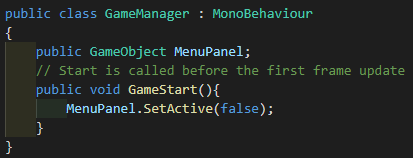 public class GameManager : MonoBehaviour
{
    public GameObject MenuPanel;
    // Start is called before the first frame update
    public void GameStart(){
        MenuPanel.SetActive(false);
    }
}